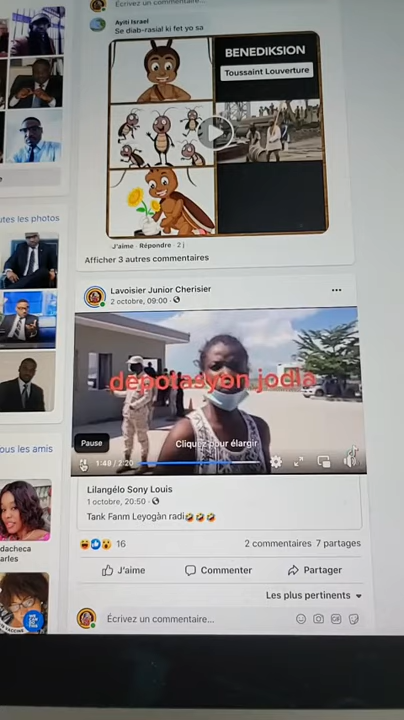 Écrivez un commentaire...
Ayiti Israel
Se diab-rasial ki fet yo sa
BENEDIKSION
Toussaint Louverture
J'aime · Répondre · 2 j
Afficher 3 autres commentaires
utes les photos
Lavoisier Junior Cherisier
2 octobre, 09:00 ·
depotasyon jodia
Pause
Cliquez pour élargir
1:48 / 2:20
ous les amis
Lilangélo Sony Louis
1 octobre, 20:50 ·
Tank Fanm Leyogàn radi🤣🤣🤣
dacheca
arles
16
2 commentaires 7 partages
J'aime
Commenter
Partager
Les plus pertinents
Écrivez un commentaire...
GIF